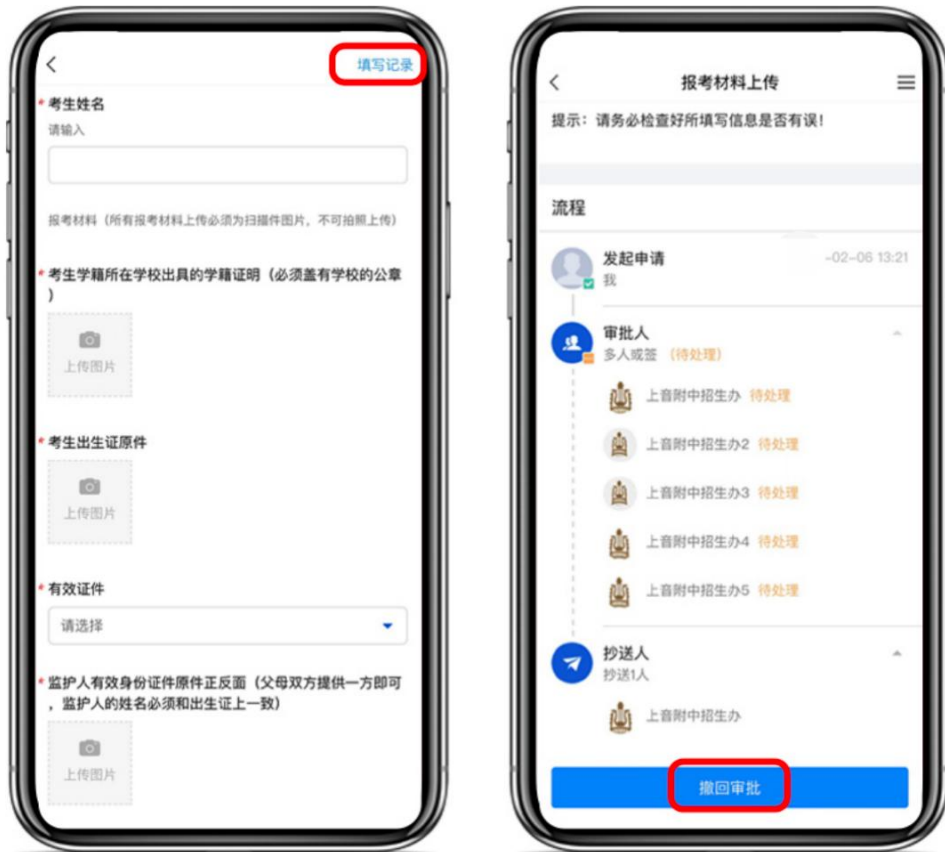 填写记录
* 考生姓名
请输入
报考材料（所有报考材料上传必须为扫描件图片，不可拍照上传）
* 考生学籍所在学校出具的学籍证明（必须盖有学校的公章
）
上传图片
* 考生出生证原件
上传图片
* 有效证件
请选择
* 监护人有效身份证件原件正反面（父母双方提供一方即可
，监护人的姓名必须和出生证上一致）
上传图片
报考材料上传
提示：请务必检查好所填写信息是否有误！
流程
发起申请
-02-06 13:21
我
审批人
多人或签 （待处理）
上音附中招生办 待处理
上音附中招生办2 待处理
上音附中招生办3 待处理
上音附中招生办4 待处理
上音附中招生办5 待处理
抄送人
抄送1人
上音附中招生办
撤回审批